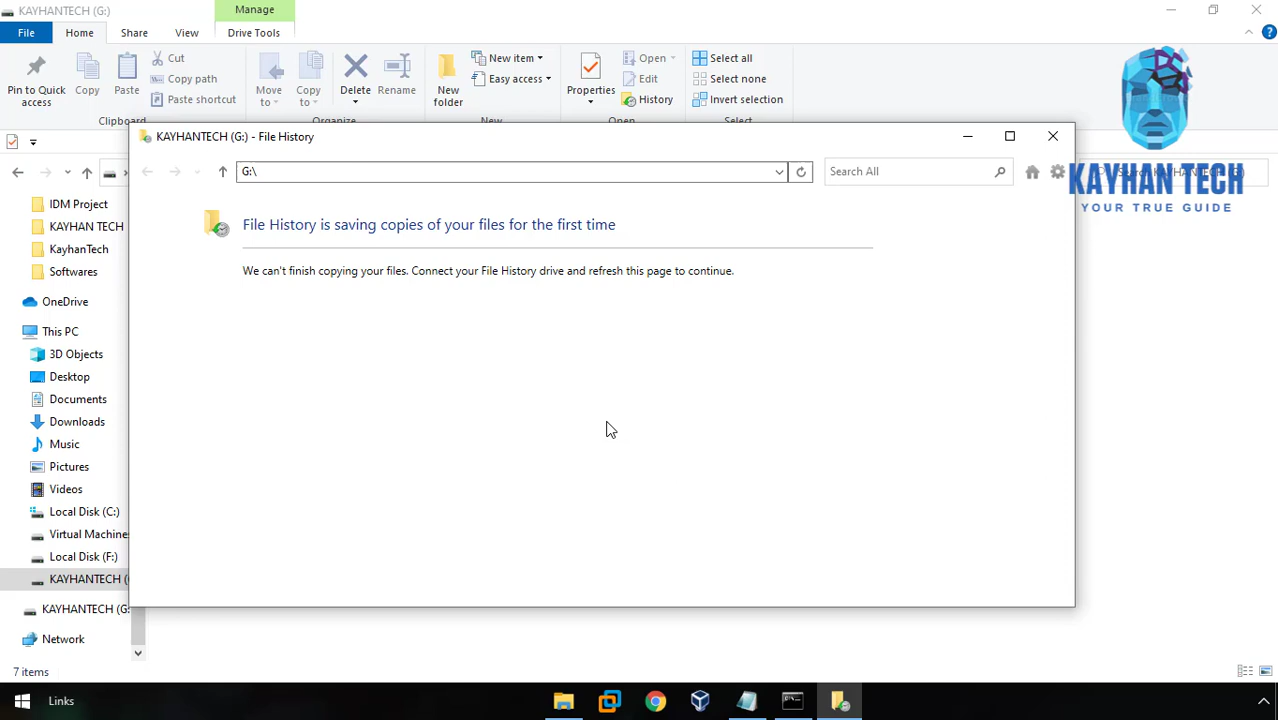 KAYHANTECH (G:)
Manage
File
Home
Share
View
Drive Tools
Pin to Quick access
Copy
Paste
Cut
Copy path
Paste shortcut
Move to
Copy to
Delete
Rename
New folder
New item
Easy access
Properties
Open
Edit
History
Select all
Select none
Invert selection
Clipboard
Organize
New
Open
Select
KAYHANTECH (G:) - File History
G:\
Search All
KAYHAN TECH
YOUR TRUE GUIDE
IDM Project
KAYHAN TECH
KayhanTech
Softwares
OneDrive
This PC
3D Objects
Desktop
Documents
Downloads
Music
Pictures
Videos
Local Disk (C:)
Virtual Machines
Local Disk (F:)
KAYHANTECH (
KAYHANTECH (G:
Network
File History is saving copies of your files for the first time
We can't finish copying your files. Connect your File History drive and refresh this page to continue.
7 items
Links